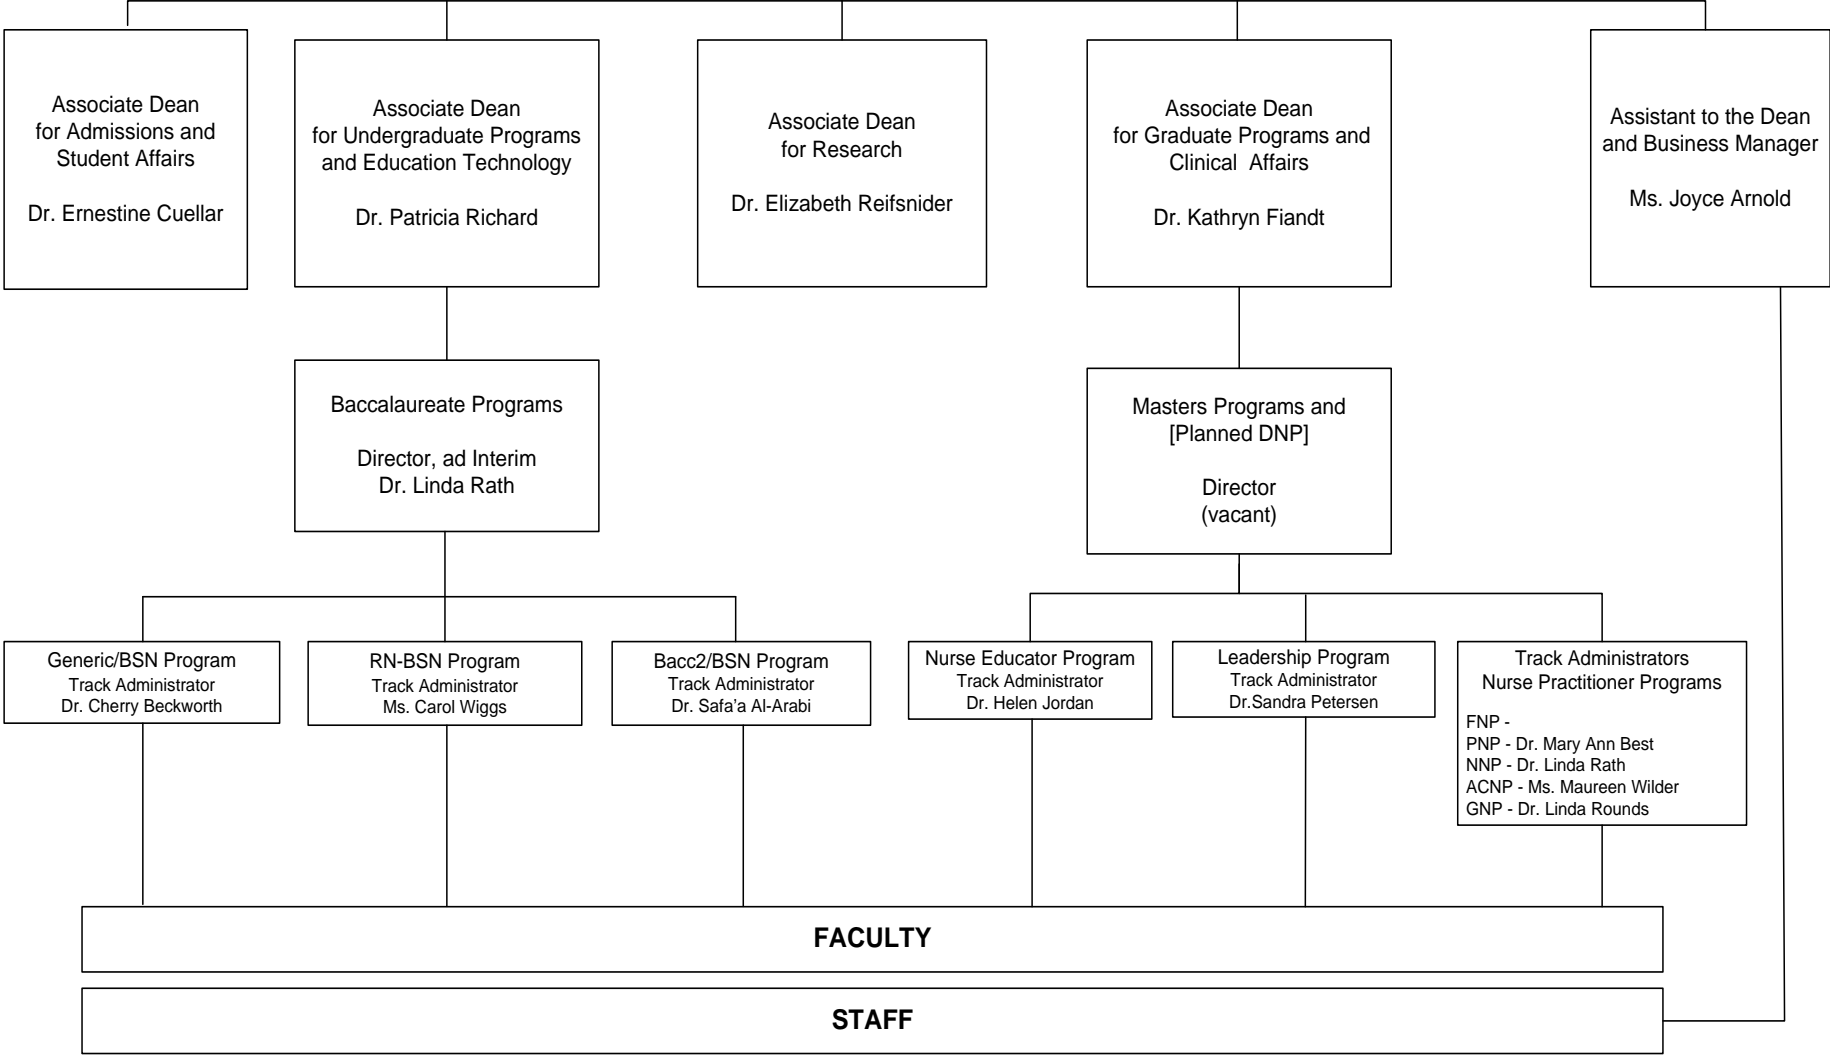 Associate Dean
for Admissions and
Student Affairs
Dr. Ernestine Cuellar
Associate Dean
for Undergraduate Programs
and Education Technology
Dr. Patricia Richard
Associate Dean
for Research
Dr. Elizabeth Reifsnider
Associate Dean
for Graduate Programs and
Clinical Affairs
Dr. Kathryn Fiandt
Assistant to the Dean
and Business Manager
Ms. Joyce Arnold
Baccalaureate Programs
Director, ad Interim
Dr. Linda Rath
Masters Programs and
[Planned DNP]
Director
(vacant)
Generic/BSN Program
Track Administrator
Dr. Cherry Beckworth
RN-BSN Program
Track Administrator
Ms. Carol Wiggs
Bacc2/BSN Program
Track Administrator
Dr. Safa'a Al-Arabi
Nurse Educator Program
Track Administrator
Dr. Helen Jordan
Leadership Program
Track Administrator
Dr.Sandra Petersen
Track Administrators
Nurse Practitioner Programs
FNP -
PNP - Dr. Mary Ann Best
NNP - Dr. Linda Rath
ACNP - Ms. Maureen Wilder
GNP - Dr. Linda Rounds
FACULTY
STAFF